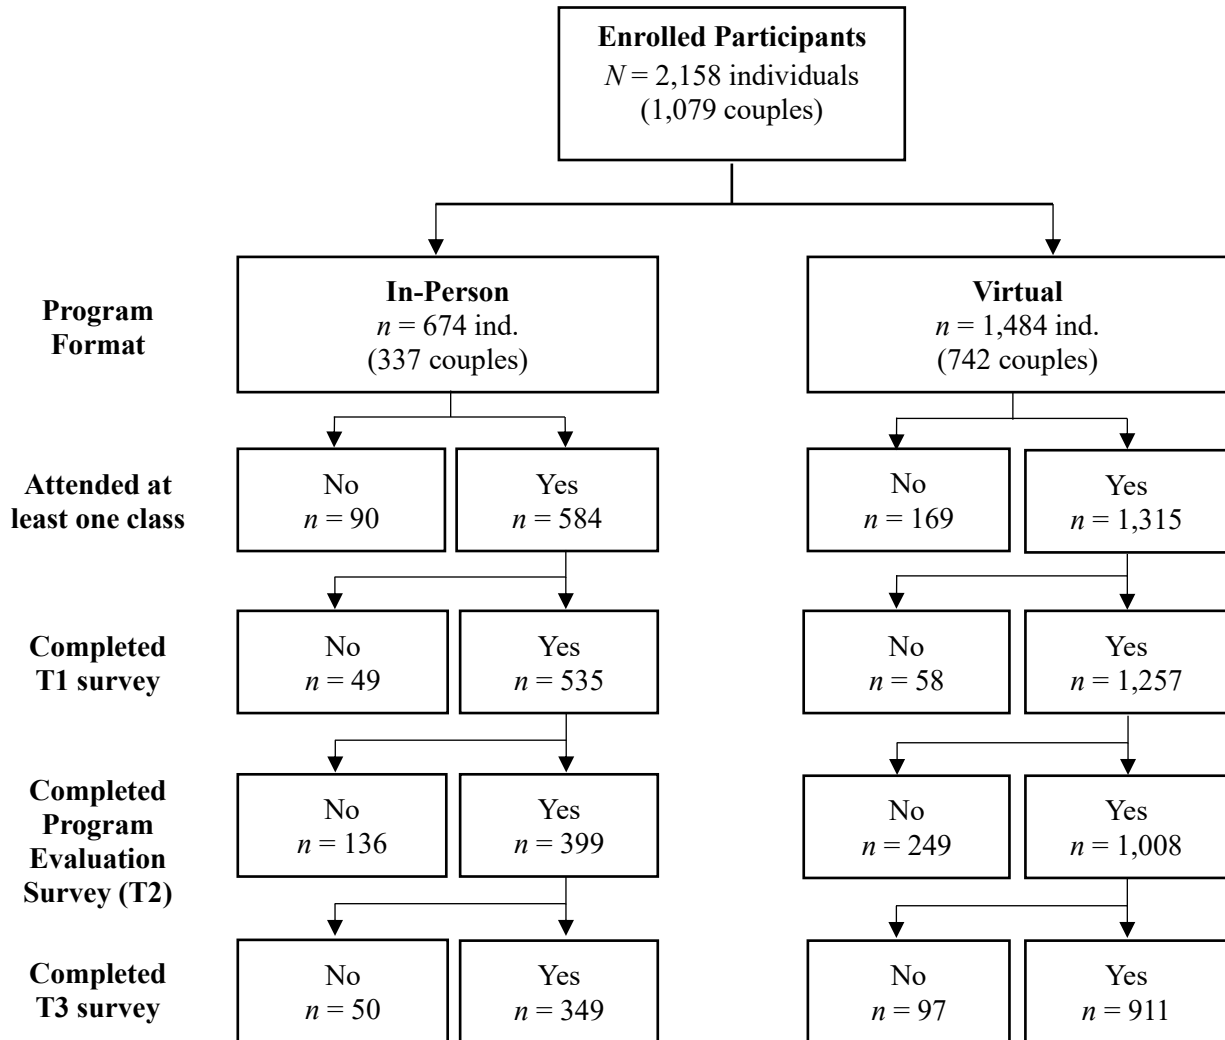 Enrolled Participants
N = 2,158 individuals
(1,079 couples)
Program
Format
In-Person
n = 674 ind.
(337 couples)
Virtual
n = 1,484 ind.
(742 couples)
Attended at
least one class
No
n = 90
Yes
n = 584
No
n = 169
Yes
n = 1,315
Completed
T1 survey
No
n = 49
Yes
n = 535
No
n = 58
Yes
n = 1,257
Completed
Program
Evaluation
Survey (T2)
No
n = 136
Yes
n = 399
No
n = 249
Yes
n = 1,008
Completed
T3 survey
No
n = 50
Yes
n = 349
No
n = 97
Yes
n = 911